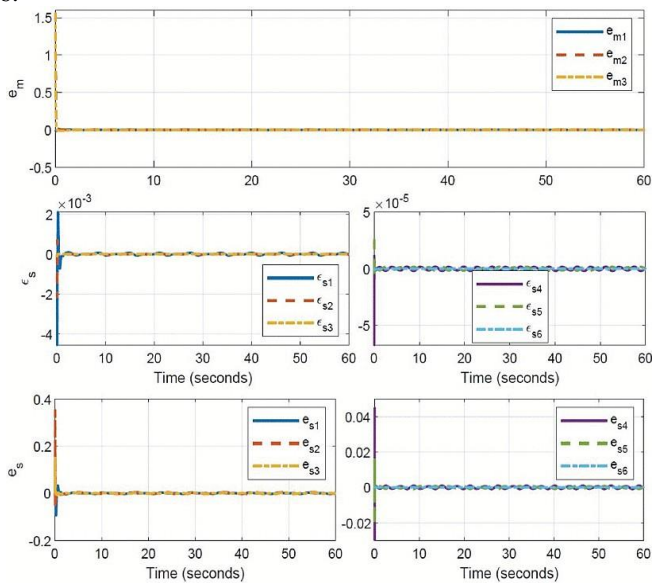 1.5
1
0.5
0
-0.5
e_m
e_m1
e_m2
e_m3
0 10 20 30 40 50 60
×10^-3
2
0
-2
-4
ϵ_s
ϵ_s1
ϵ_s2
ϵ_s3
0 10 20 30 40 50 60
Time (seconds)
×10^-5
5
0
-5
ϵ_s4
ϵ_s5
ϵ_s6
0 10 20 30 40 50 60
Time (seconds)
0.4
0.2
0
-0.2
e_s
e_s1
e_s2
e_s3
0 10 20 30 40 50 60
Time (seconds)
0.04
0.02
0
-0.02
e_s4
e_s5
e_s6
0 10 20 30 40 50 60
Time (seconds)